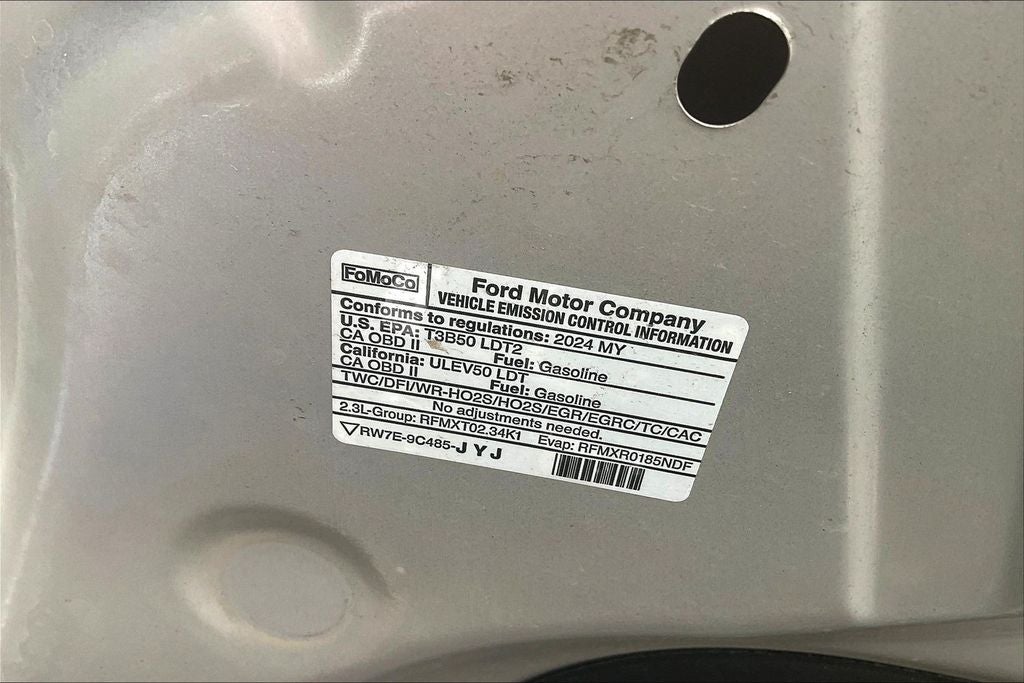 FoMoCo
Ford Motor Company
VEHICLE EMISSION CONTROL INFORMATION
Conforms to regulations: 2024 MY
U.S. EPA: T3B50 LDT2
CA OBD II Fuel: Gasoline
California: ULEV50 LDT
CA OBD II Fuel: Gasoline
TWC/DFI/WR-HO2S/HO2S/EGR/EGRC/TC/CAC
No adjustments needed.
2.3L-Group: RFMXT02.34K1 Evap: RFMXR0185NDF
RW7E-9C485-JYJ